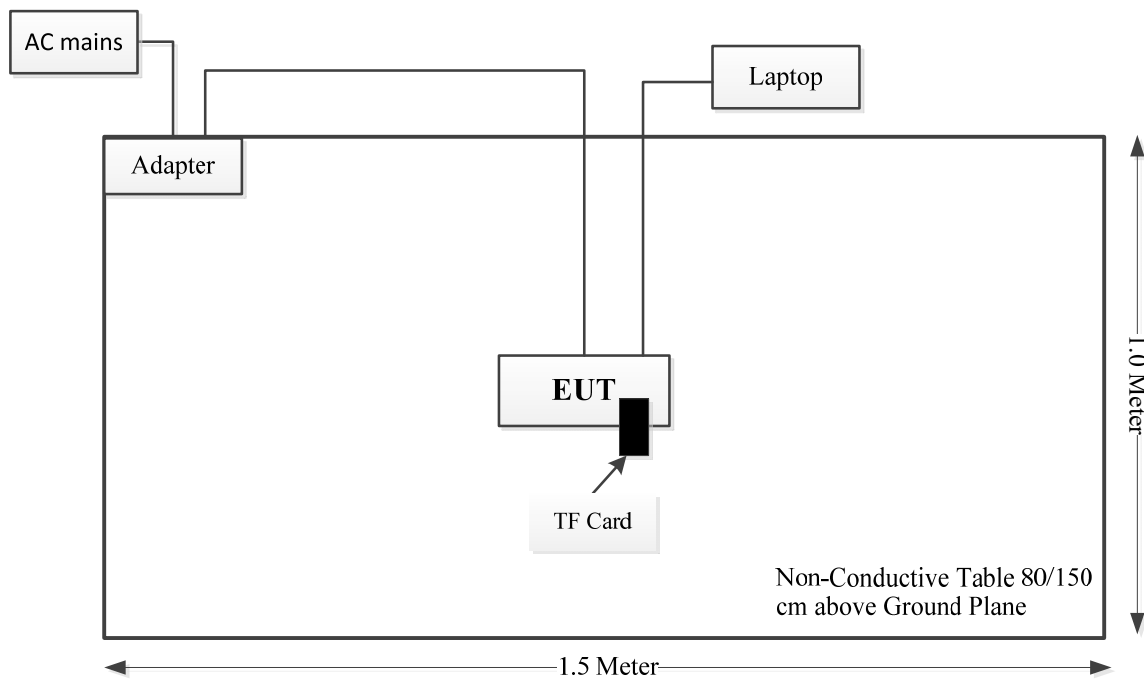 AC mains
Laptop
Adapter
EUT
TF Card
Non-Conductive Table 80/150
cm above Ground Plane
1.0 Meter
1.5 Meter